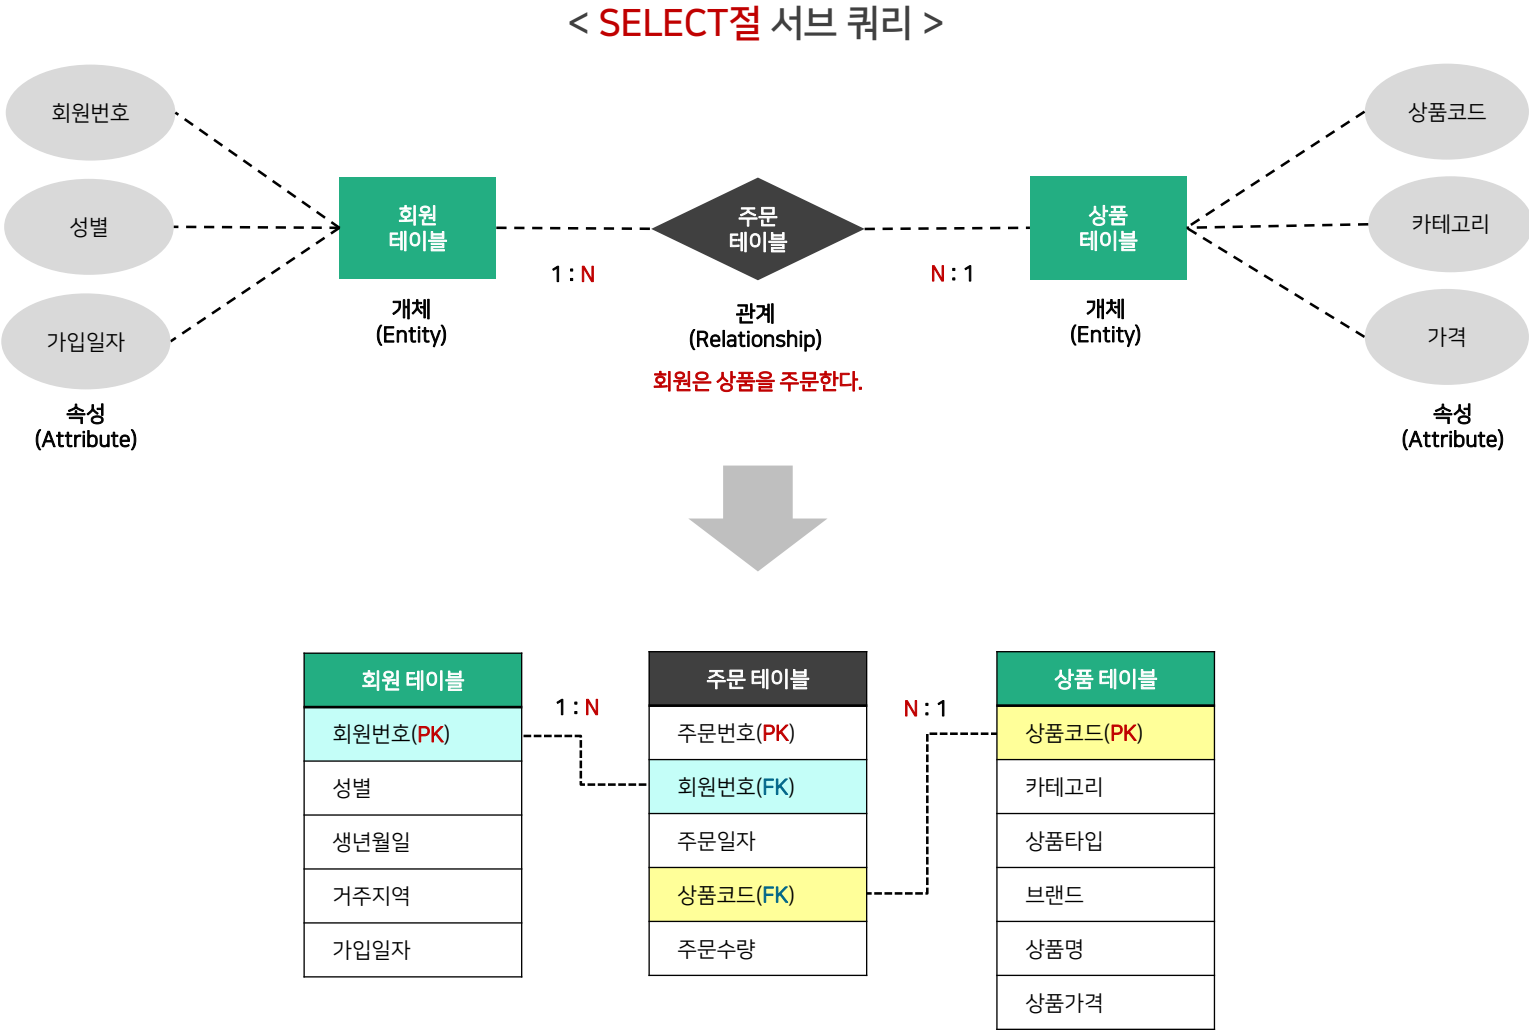 < SELECT절 서브 쿼리 >
회원번호
성별
가입일자
속성
(Attribute)
회원
테이블
개체
(Entity)
1 : N
주문
테이블
관계
(Relationship)
회원은 상품을 주문한다.
N : 1
상품
테이블
개체
(Entity)
상품코드
카테고리
가격
속성
(Attribute)
회원 테이블
회원번호(PK)
성별
생년월일
거주지역
가입일자
1 : N
주문 테이블
주문번호(PK)
회원번호(FK)
주문일자
상품코드(FK)
주문수량
N : 1
상품 테이블
상품코드(PK)
카테고리
상품타입
브랜드
상품명
상품가격